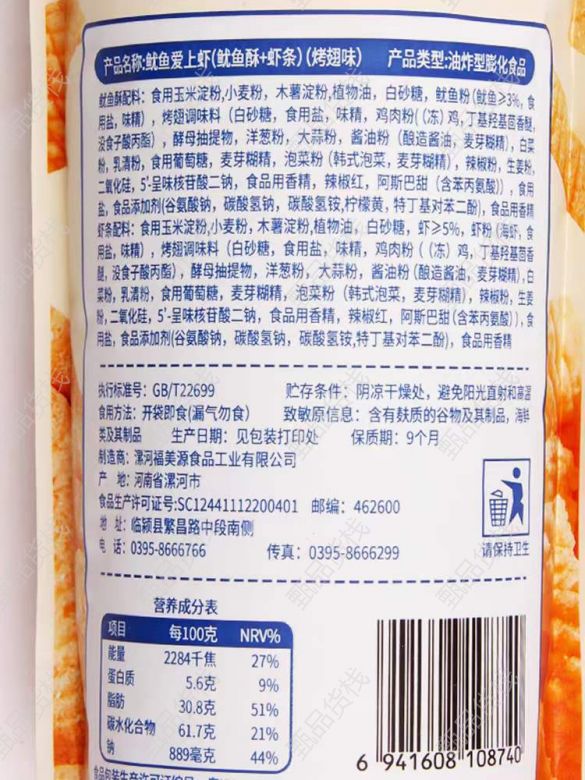 产品名称:鱿鱼爱上虾(鱿鱼酥+虾条)(烤翅味) 产品类型:油炸型膨化食品
鱿鱼酥配料：食用玉米淀粉,小麦粉，木薯淀粉,植物油，白砂糖，鱿鱼粉(鱿鱼≥3%,食
用盐，味精)，烤翅调味料（白砂糖，食用盐，味精，鸡肉粉((冻)鸡,丁基羟基茴香醚,
没食子酸丙酯)，酵母抽提物，洋葱粉，大蒜粉，酱油粉（酿造酱油,麦芽糊精),白菜
粉,乳清粉，食用葡萄糖，麦芽糊精，泡菜粉（韩式泡菜，麦芽糊精)，辣椒粉，生姜粉,
二氧化硅，5'-呈味核苷酸二钠，食品用香精，辣椒红，阿斯巴甜（含苯丙氨酸))，食用
盐,食品添加剂(谷氨酸钠，碳酸氢钠，碳酸氢铵,柠檬黄，特丁基对苯二酚)，食品用香精
虾条配料：食用玉米淀粉,小麦粉，木薯淀粉,植物油，白砂糖，虾≥5%，虾粉（海虾，食
用盐，味精)，烤翅调味料（白砂糖，食用盐，味精，鸡肉粉（(冻）鸡,丁基羟基茴香
醚，没食子酸丙酯)，酵母抽提物，洋葱粉，大蒜粉，酱油粉（酿造酱油,麦芽糊精),白
菜粉,乳清粉，食用葡萄糖，麦芽糊精，泡菜粉（韩式泡菜，麦芽糊精)，辣椒粉，生姜
粉,二氧化硅，5'-呈味核苷酸二钠，食品用香精，辣椒红，阿斯巴甜(含苯丙氨酸))，食
用盐，食品添加剂(谷氨酸钠，碳酸氢钠，碳酸氢铵,特丁基对苯二酚)，食品用香精
执行标准号：GB/T22699 贮存条件：阴凉干燥处，避免阳光直射和高温
食用方法：开袋即食(漏气勿食) 致敏原信息：含有麸质的谷物及其制品，海鲜
类及其制品 生产日期：见包装打印处 保质期：9个月
制造商：漯河福美源食品工业有限公司
产 地:河南省漯河市
食品生产许可证号:SC12441112200401 邮编：462600
地 址：临颍县繁昌路中段南侧
电 话：0395-8666766 传真：0395-8666299
请保持卫生
营养成分表
项目 每100克 NRV%
能量 2284千焦 27%
蛋白质 5.6克 9%
脂肪 30.8克 51%
碳水化合物 61.7克 21%
钠 889毫克 44%
6 941608 108740
甄品货栈